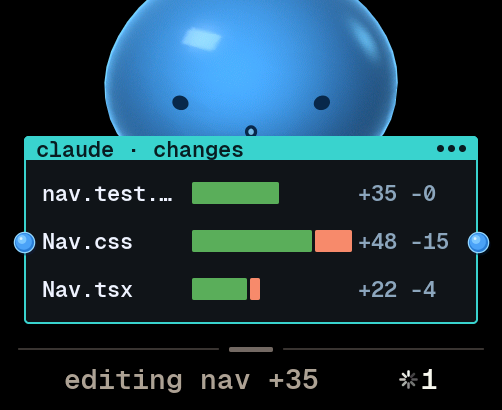 claude · changes
nav.test.… +35 -0
Nav.css +48 -15
Nav.tsx +22 -4
editing nav +35 1